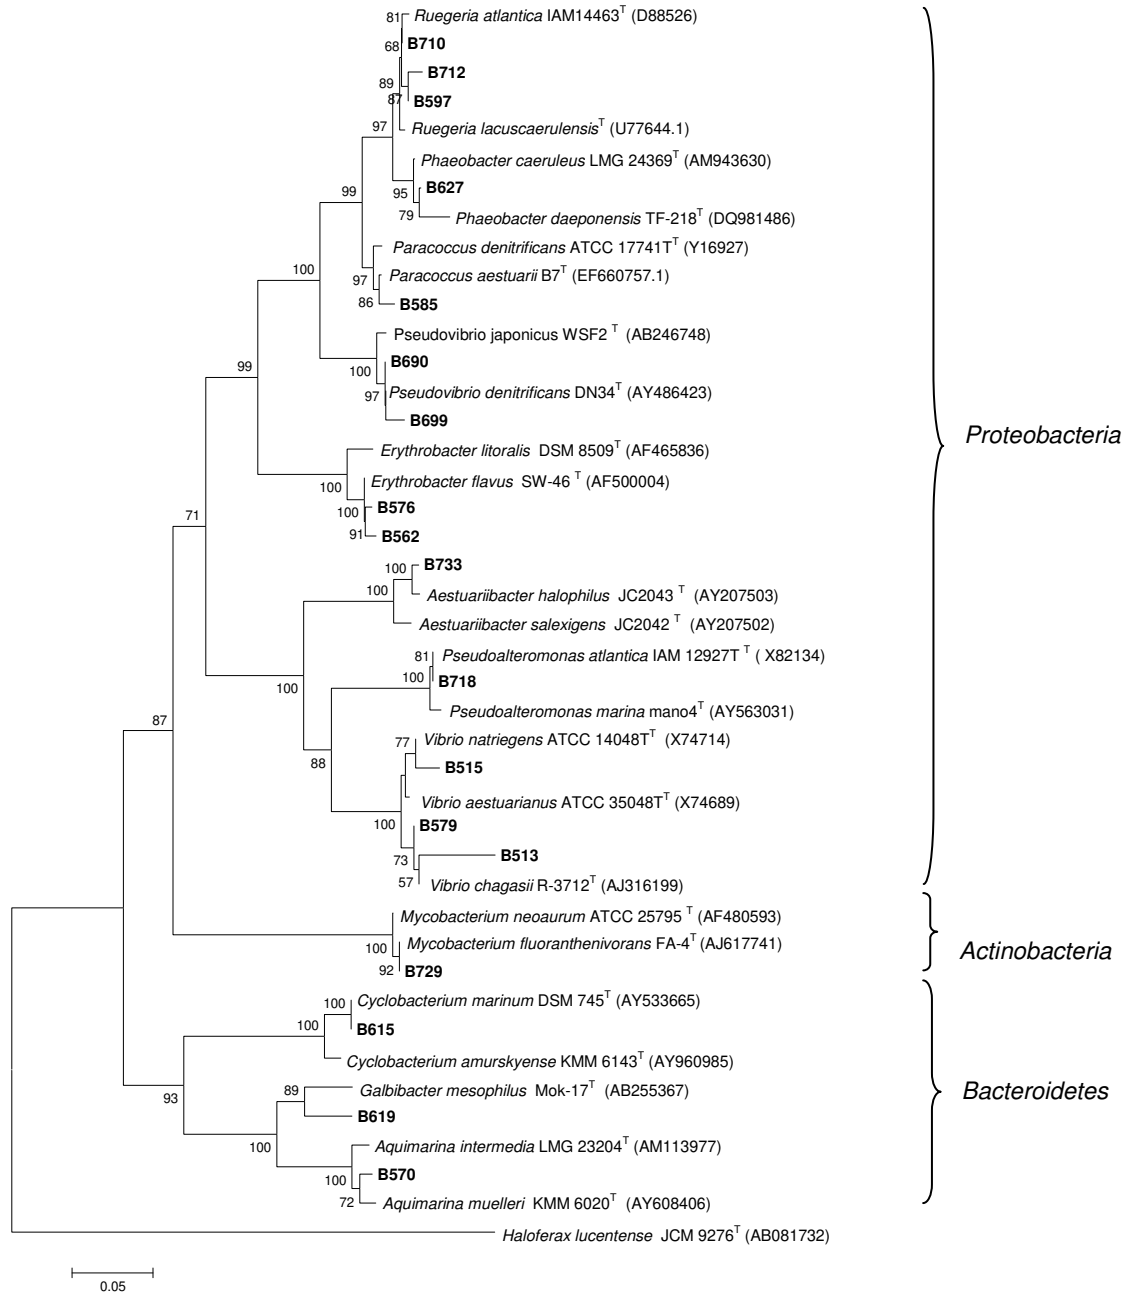 81 Ruegeria atlantica IAM14463T (D88526)
68 B710
B712
89
87 B597
97 Ruegeria lacuscaerulensisT (U77644.1)
Phaeobacter caeruleus LMG 24369T (AM943630)
99 95 B627
79 Phaeobacter daeponensis TF-218T (DQ981486)
Paracoccus denitrificans ATCC 17741TT (Y16927)
100 97 Paracoccus aestuarii B7T (EF660757.1)
86 B585
Pseudovibrio japonicus WSF2 T (AB246748)
99 100 B690
97 Pseudovibrio denitrificans DN34T (AY486423)
B699
Erythrobacter litoralis DSM 8509T (AF465836)
Proteobacteria
100 Erythrobacter flavus SW-46 T (AF500004)
71 100 B576
91 B562
100 B733
100 Aestuariibacter halophilus JC2043 T (AY207503)
Aestuariibacter salexigens JC2042 T (AY207502)
81 Pseudoalteromonas atlantica IAM 12927T T ( X82134)
100 100 B718
Pseudoalteromonas marina mano4T (AY563031)
87
77 Vibrio natriegens ATCC 14048TT (X74714)
88 B515
Vibrio aestuarianus ATCC 35048TT (X74689)
100 B579
73 B513
57 Vibrio chagasii R-3712T (AJ316199)
Mycobacterium neoaurum ATCC 25795 T (AF480593)
100 Mycobacterium fluoranthenivorans FA-4T (AJ617741)
Actinobacteria
92 B729
100 Cyclobacterium marinum DSM 745T (AY533665)
100 B615
Cyclobacterium amurskyense KMM 6143T (AY960985)
93 89 Galbibacter mesophilus Mok-17T (AB255367)
Bacteroidetes
B619
100 Aquimarina intermedia LMG 23204T (AM113977)
100 B570
72 Aquimarina muelleri KMM 6020T (AY608406)
Haloferax lucentense JCM 9276T (AB081732)
0.05